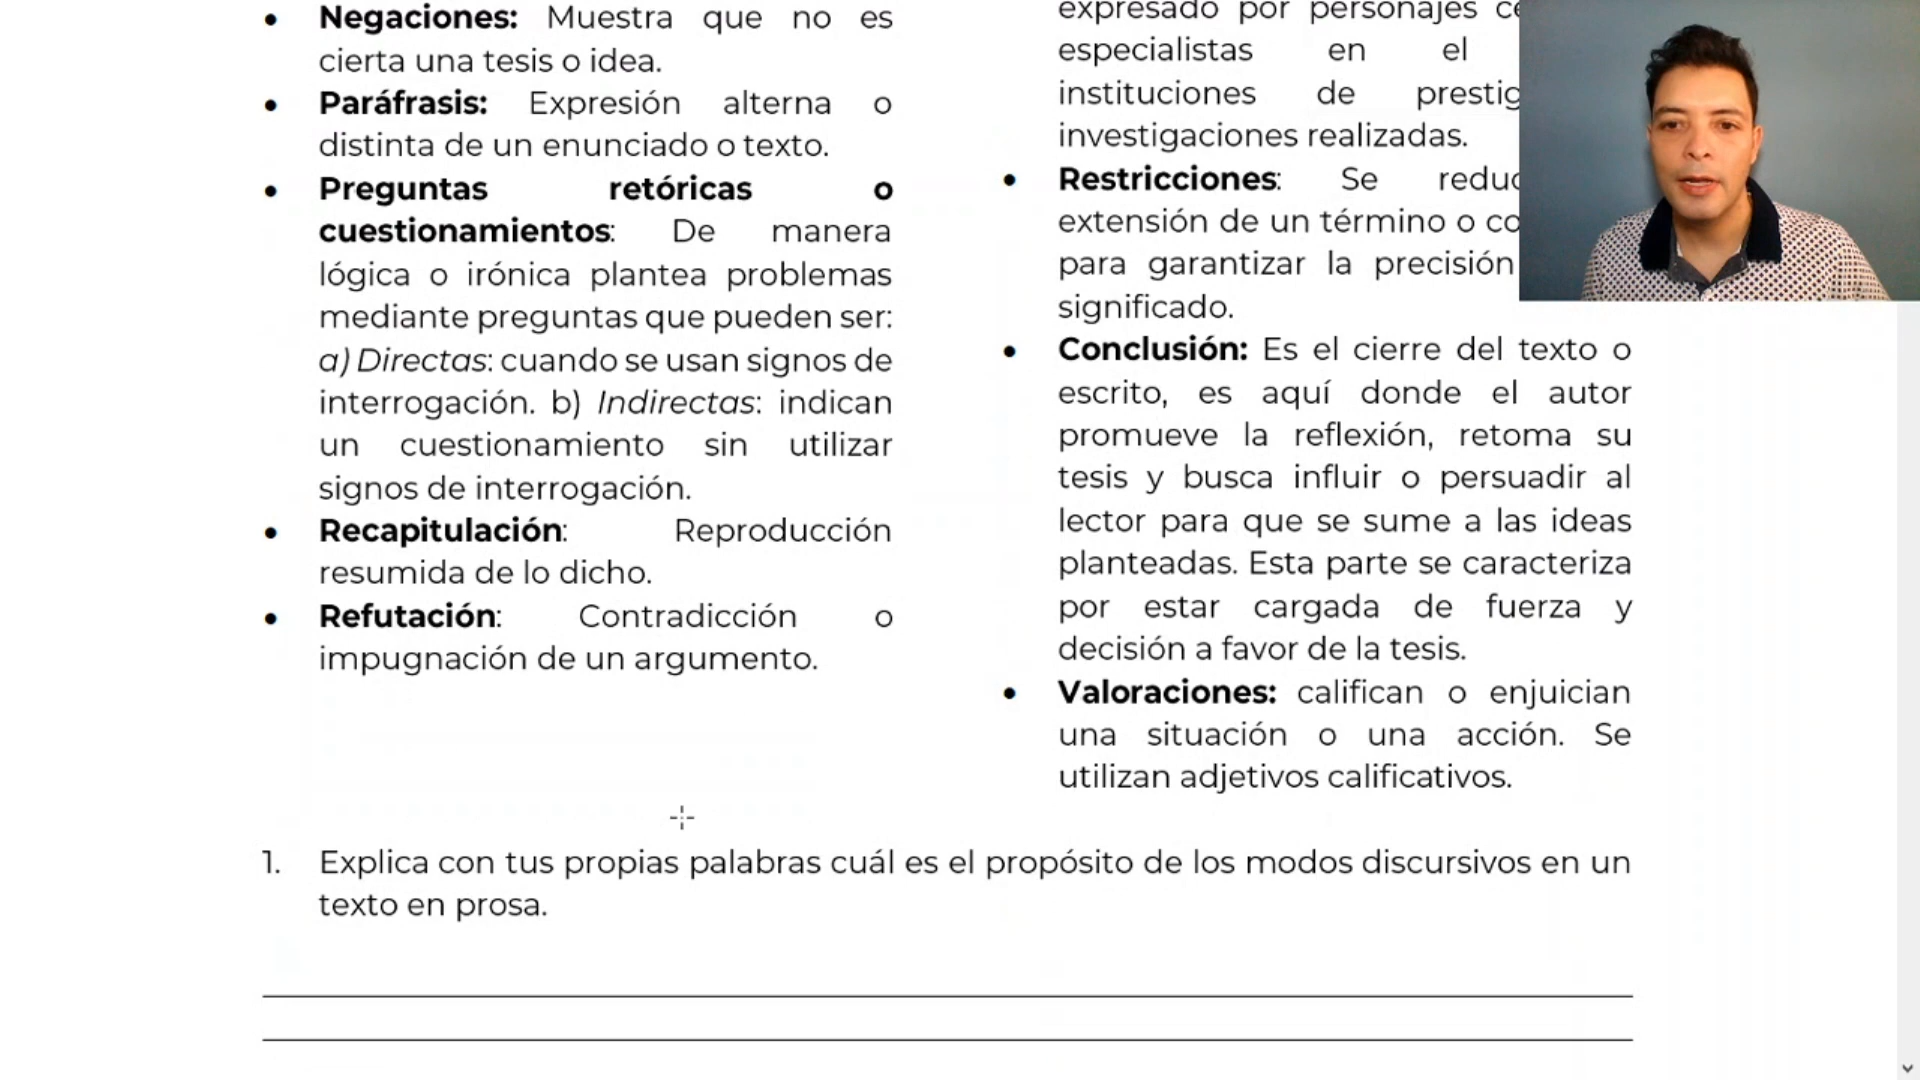 Negaciones: Muestra que no es
cierta una tesis o idea.
Paráfrasis: Expresión alterna o
distinta de un enunciado o texto.
Preguntas retóricas o
cuestionamientos: De manera
lógica o irónica plantea problemas
mediante preguntas que pueden ser:
a) Directas: cuando se usan signos de
interrogación. b) Indirectas: indican
un cuestionamiento sin utilizar
signos de interrogación.
Recapitulación: Reproducción
resumida de lo dicho.
Refutación: Contradicción o
impugnación de un argumento.
expresado por personajes
especialistas en el
instituciones de
investigaciones realizadas.
Restricciones: Se
extensión de un término o
para garantizar la precisión
significado.
Conclusión: Es el cierre del texto o
escrito, es aquí donde el autor
promueve la reflexión, retoma su
tesis y busca influir o persuadir al
lector para que se sume a las ideas
planteadas. Esta parte se caracteriza
por estar cargada de fuerza y
decisión a favor de la tesis.
Valoraciones: califican o enjuician
una situación o una acción. Se
utilizan adjetivos calificativos.
1. Explica con tus propias palabras cuál es el propósito de los modos discursivos en un
texto en prosa.